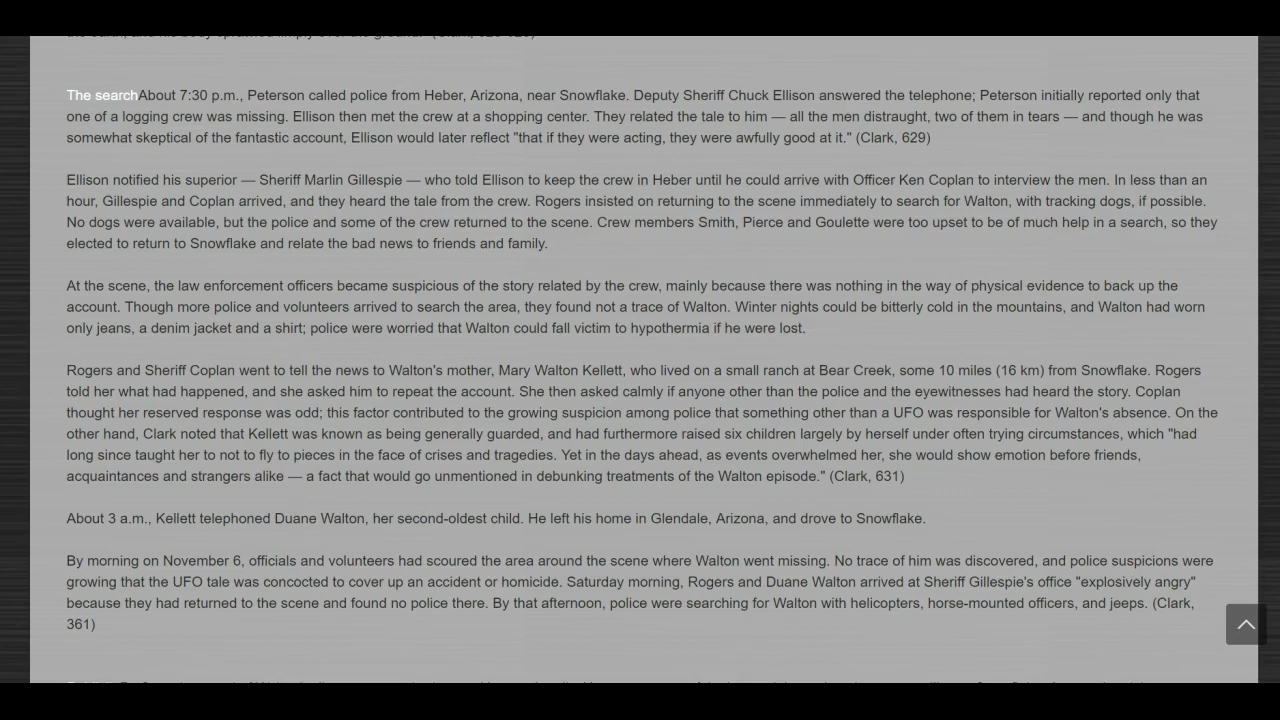 The searchAbout 7:30 p.m., Peterson called police from Heber, Arizona, near Snowflake. Deputy Sheriff Chuck Ellison answered the telephone; Peterson initially reported only that
one of a logging crew was missing. Ellison then met the crew at a shopping center. They related the tale to him — all the men distraught, two of them in tears — and though he was
somewhat skeptical of the fantastic account, Ellison would later reflect "that if they were acting, they were awfully good at it." (Clark, 629)
Ellison notified his superior — Sheriff Marlin Gillespie — who told Ellison to keep the crew in Heber until he could arrive with Officer Ken Coplan to interview the men. In less than an
hour, Gillespie and Coplan arrived, and they heard the tale from the crew. Rogers insisted on returning to the scene immediately to search for Walton, with tracking dogs, if possible.
No dogs were available, but the police and some of the crew returned to the scene. Crew members Smith, Pierce and Goulette were too upset to be of much help in a search, so they
elected to return to Snowflake and relate the bad news to friends and family.
At the scene, the law enforcement officers became suspicious of the story related by the crew, mainly because there was nothing in the way of physical evidence to back up the
account. Though more police and volunteers arrived to search the area, they found not a trace of Walton. Winter nights could be bitterly cold in the mountains, and Walton had worn
only jeans, a denim jacket and a shirt; police were worried that Walton could fall victim to hypothermia if he were lost.
Rogers and Sheriff Coplan went to tell the news to Walton's mother, Mary Walton Kellett, who lived on a small ranch at Bear Creek, some 10 miles (16 km) from Snowflake. Rogers
told her what had happened, and she asked him to repeat the account. She then asked calmly if anyone other than the police and the eyewitnesses had heard the story. Coplan
thought her reserved response was odd; this factor contributed to the growing suspicion among police that something other than a UFO was responsible for Walton's absence. On the
other hand, Clark noted that Kellett was known as being generally guarded, and had furthermore raised six children largely by herself under often trying circumstances, which "had
long since taught her to not to fly to pieces in the face of crises and tragedies. Yet in the days ahead, as events overwhelmed her, she would show emotion before friends,
acquaintances and strangers alike — a fact that would go unmentioned in debunking treatments of the Walton episode." (Clark, 631)
About 3 a.m., Kellett telephoned Duane Walton, her second-oldest child. He left his home in Glendale, Arizona, and drove to Snowflake.
By morning on November 6, officials and volunteers had scoured the area around the scene where Walton went missing. No trace of him was discovered, and police suspicions were
growing that the UFO tale was concocted to cover up an accident or homicide. Saturday morning, Rogers and Duane Walton arrived at Sheriff Gillespie's office "explosively angry"
because they had returned to the scene and found no police there. By that afternoon, police were searching for Walton with helicopters, horse-mounted officers, and jeeps. (Clark,
361)